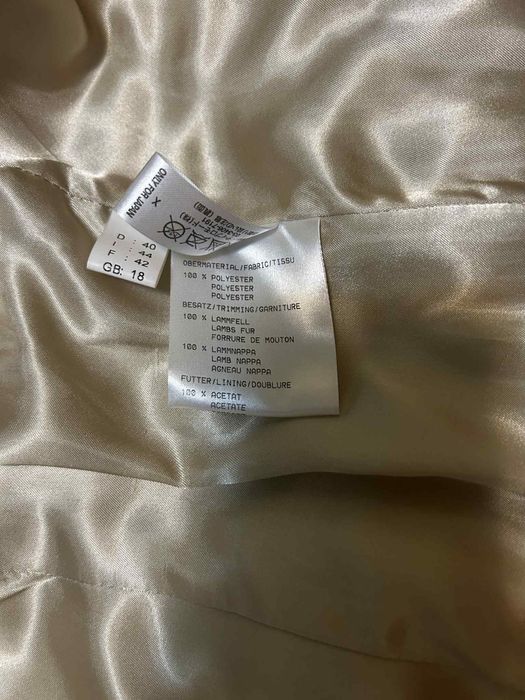 ONLY FOR JAPAN
X
D : 40
I : 44
F : 42
GB: 18
OBERMATERIAL/FABRIC/TISSU
100 % POLYESTER
POLYESTER
POLYESTER
BESATZ/TRIMMING/GARNITURE
100 % LAMMFELL
LAMBS FUR
FORRURE DE MOUTON
100 % LAMMNAPPA
LAMB NAPPA
AGNEAU NAPPA
FUTTER/LINING/DOUBLURE
100 % ACETAT
ACETATE